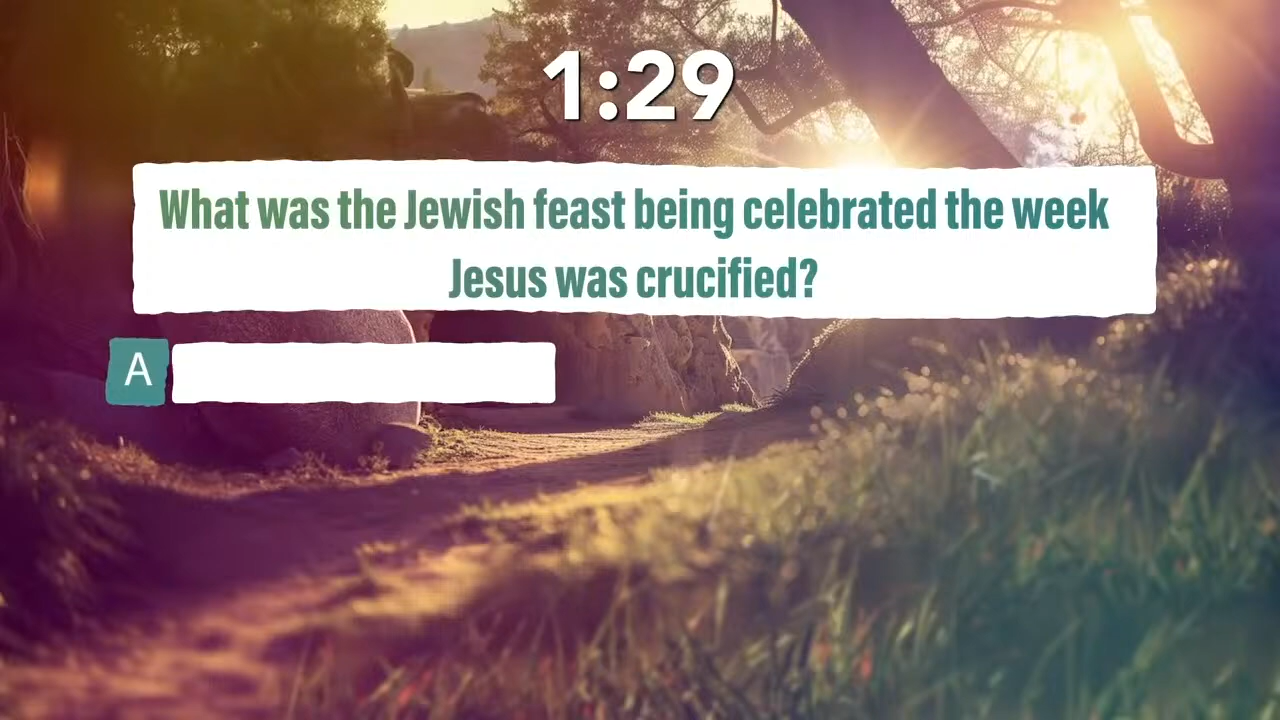 1:29
What was the Jewish feast being celebrated the week
Jesus was crucified?
A